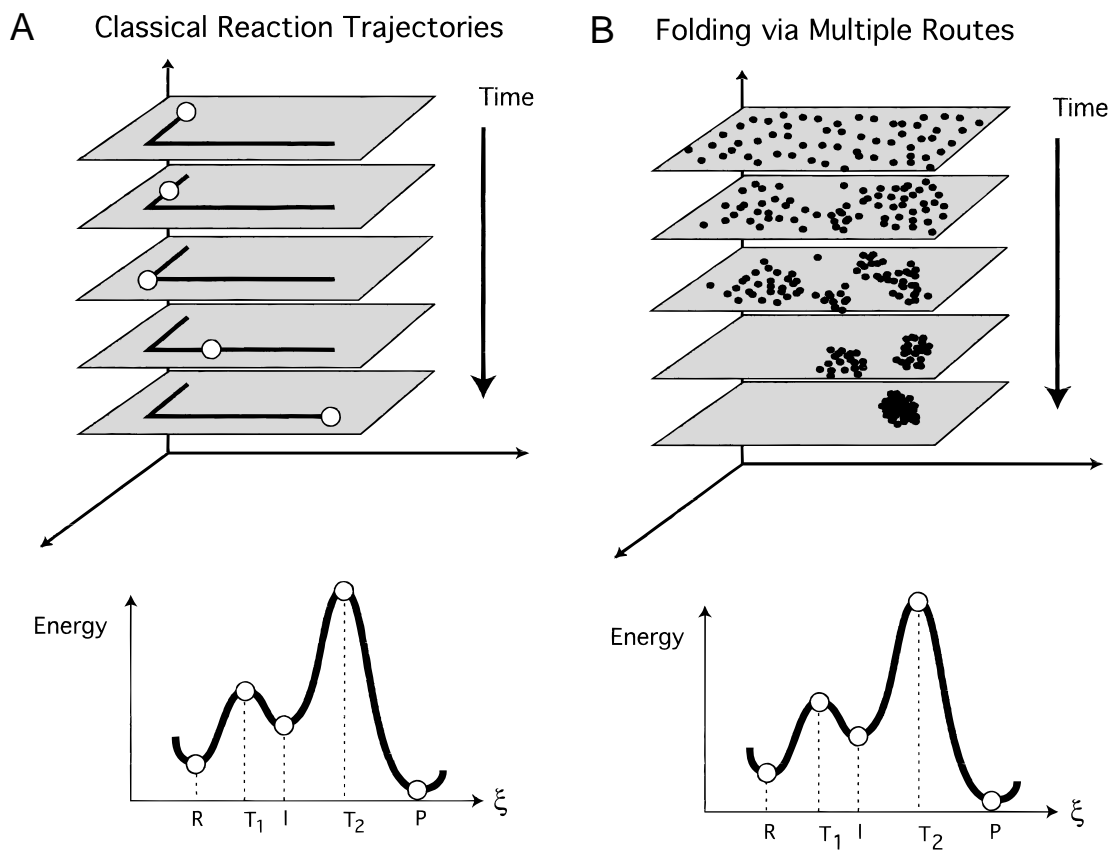 A Classical Reaction Trajectories
B Folding via Multiple Routes
Time
Time
Energy
ξ
R T1 I T2 P
Energy
ξ
R T1 I T2 P